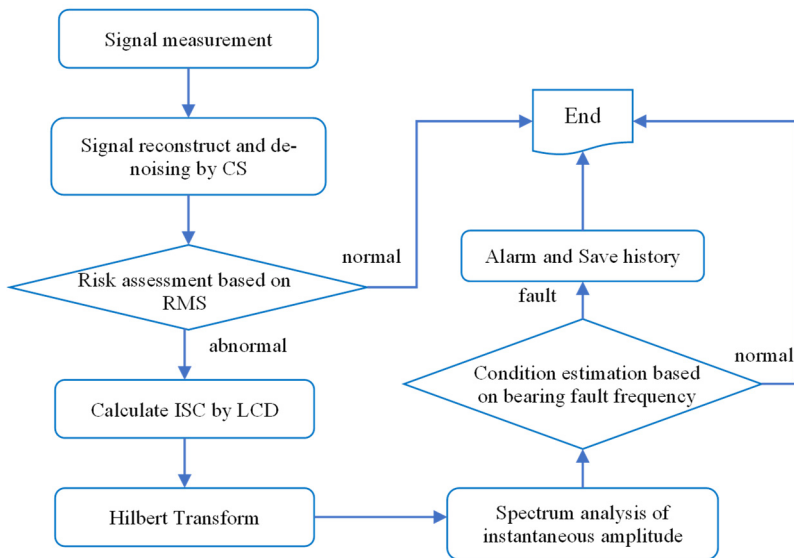 Signal measurement
Signal reconstruct and de-
noising by CS
Risk assessment based on
RMS
normal
abnormal
Calculate ISC by LCD
Hilbert Transform
Spectrum analysis of
instantaneous amplitude
Condition estimation based
on bearing fault frequency
normal
fault
Alarm and Save history
End